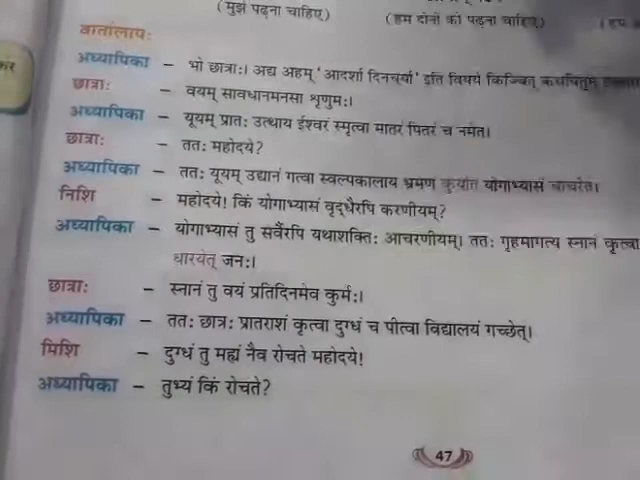 (मुझे पढ़ना चाहिए) (हम दोनों को पढ़ना चाहिए) (हम
वार्तालापः
अध्यापिका – भो छात्राः। अद्य अहम् 'आदर्शा दिनचर्या' इति विषये किञ्चित्
छात्राः – वयम् सावधानमनसा शृणुमः।
अध्यापिका – यूयम् प्रातः उत्थाय ईश्वरं स्मृत्वा मातरं पितरं च नमेत।
छात्राः – ततः महोदये?
अध्यापिका – ततः यूयम् उद्यानं गत्वा स्वल्पकालाय भ्रमणं कुर्यात योगाभ्यासं
निशि – महोदये! किं योगाभ्यासं वृद्धैरपि करणीयम्?
अध्यापिका – योगाभ्यासं तु सर्वैरपि यथाशक्तिः आचरणीयम्। ततः गृहमागत्य स्नानं कृत्वा
धारयेत् जनः।
छात्राः – स्नानं तु वयं प्रतिदिनमेव कुर्मः।
अध्यापिका – ततः छात्रः प्रातराशं कृत्वा दुग्धं च पीत्वा विद्यालयं गच्छेत्।
मिशि – दुग्धं तु मह्यं नैव रोचते महोदये!
अध्यापिका – तुभ्यं किं रोचते?
47